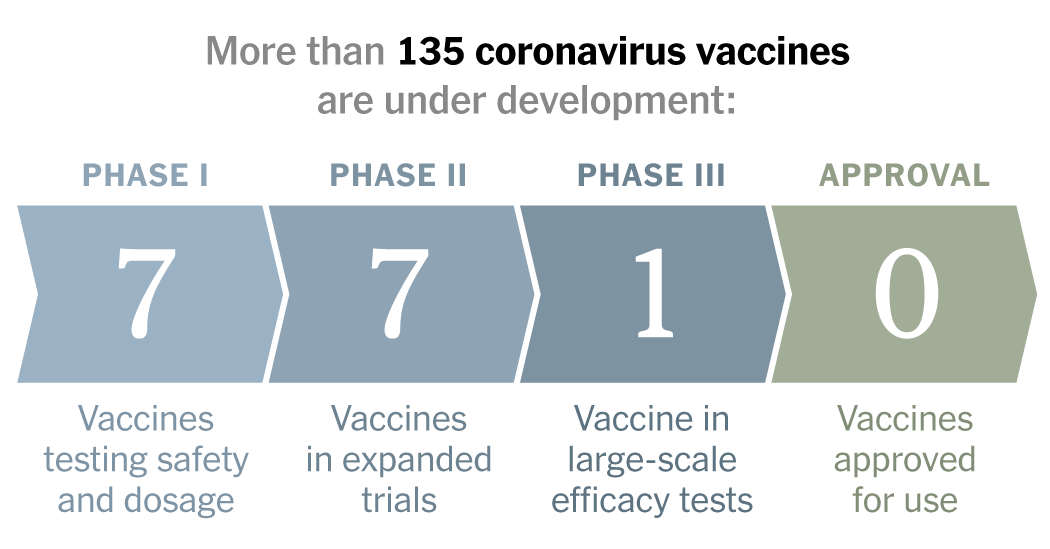 More than 135 coronavirus vaccines
are under development:
PHASE I
PHASE II
PHASE III
APPROVAL
7
7
1
0
Vaccines
testing safety
and dosage
Vaccines
in expanded
trials
Vaccine in
large-scale
efficacy tests
Vaccines
approved
for use